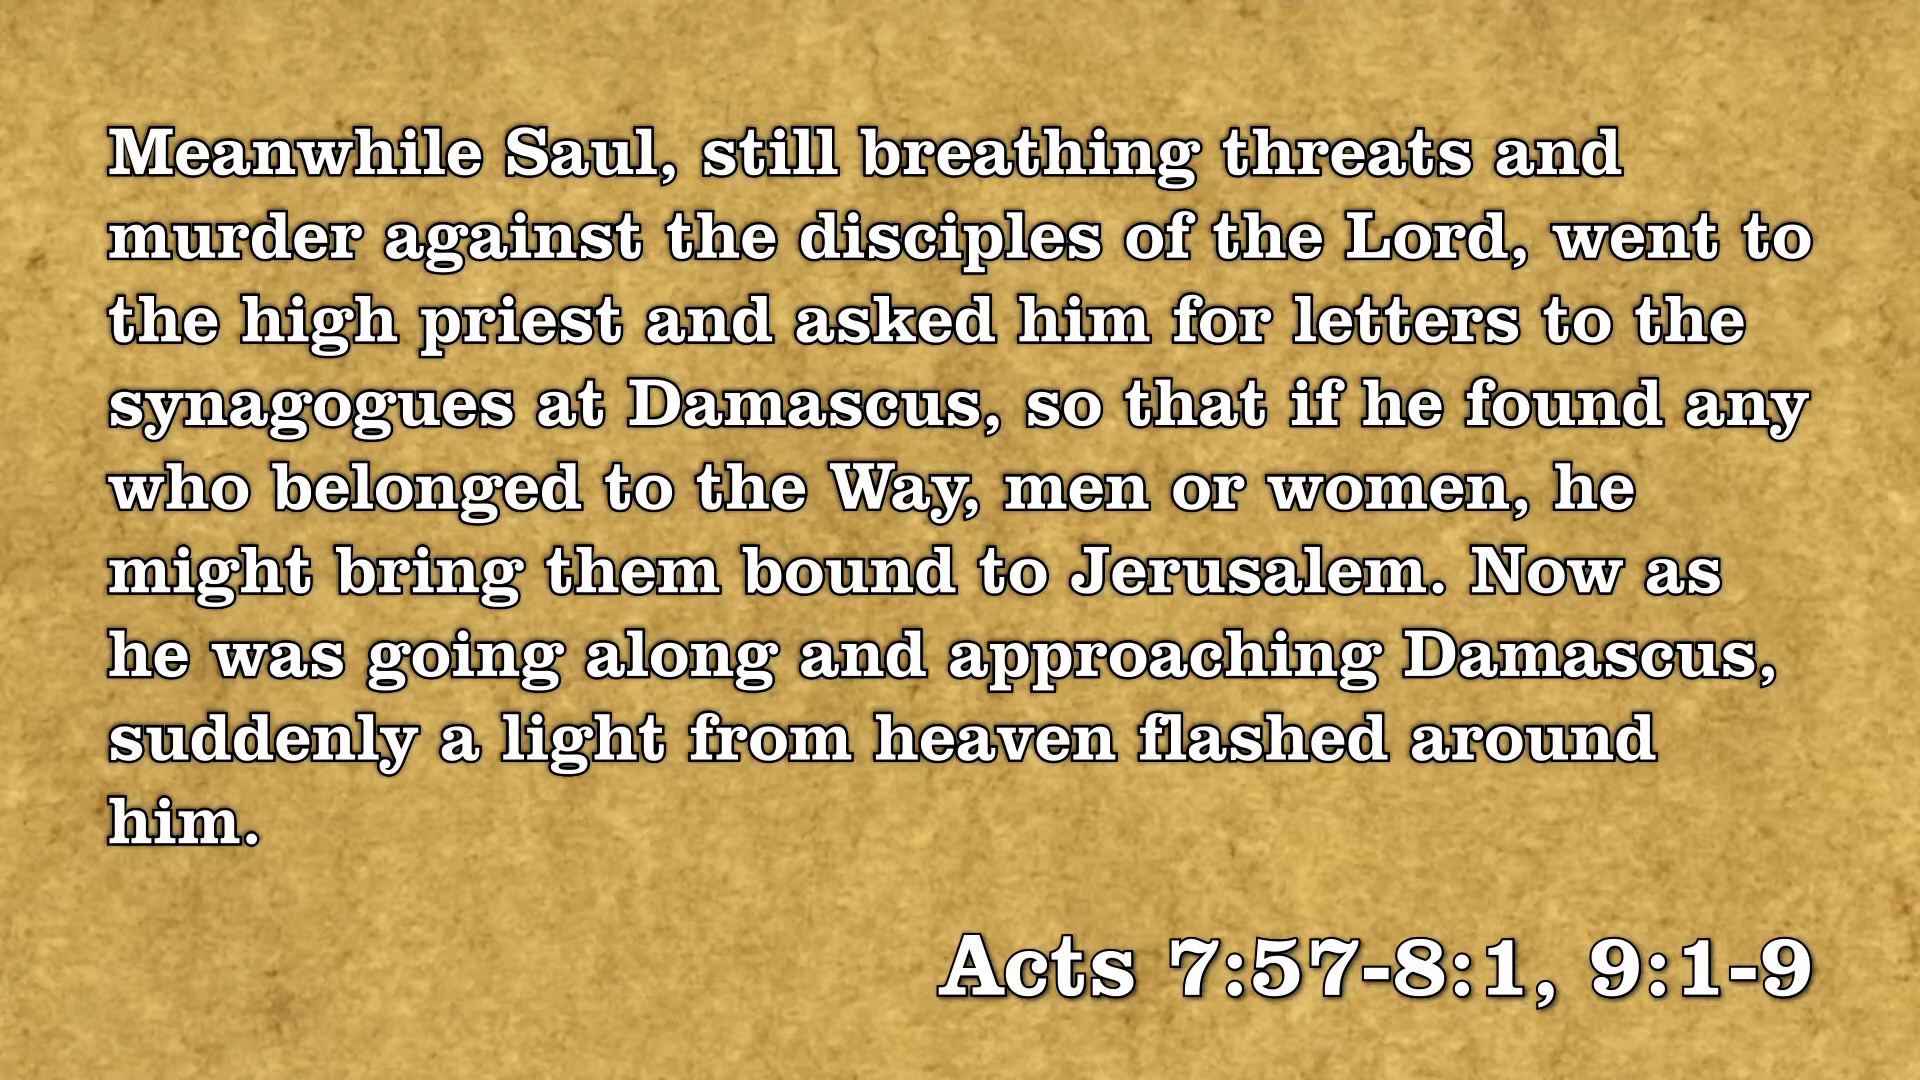 Meanwhile Saul, still breathing threats and
murder against the disciples of the Lord, went to
the high priest and asked him for letters to the
synagogues at Damascus, so that if he found any
who belonged to the Way, men or women, he
might bring them bound to Jerusalem. Now as
he was going along and approaching Damascus,
suddenly a light from heaven flashed around
him.
Acts 7:57-8:1, 9:1-9